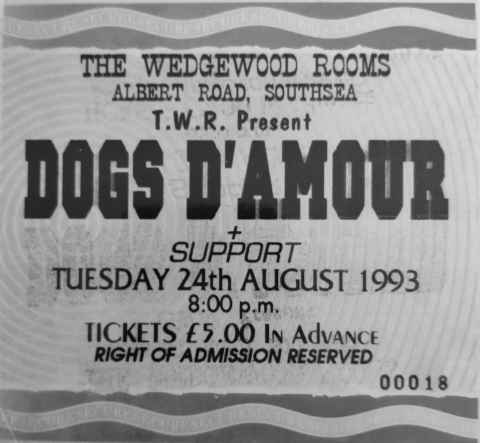 THE WEDGEWOOD ROOMS
ALBERT ROAD, SOUTHSEA
T.W.R. Present
DOGS D'AMOUR
+
SUPPORT
TUESDAY 24th AUGUST 1993
8:00 p.m.
TICKETS £5.00 IN ADVANCE
RIGHT OF ADMISSION RESERVED
00018